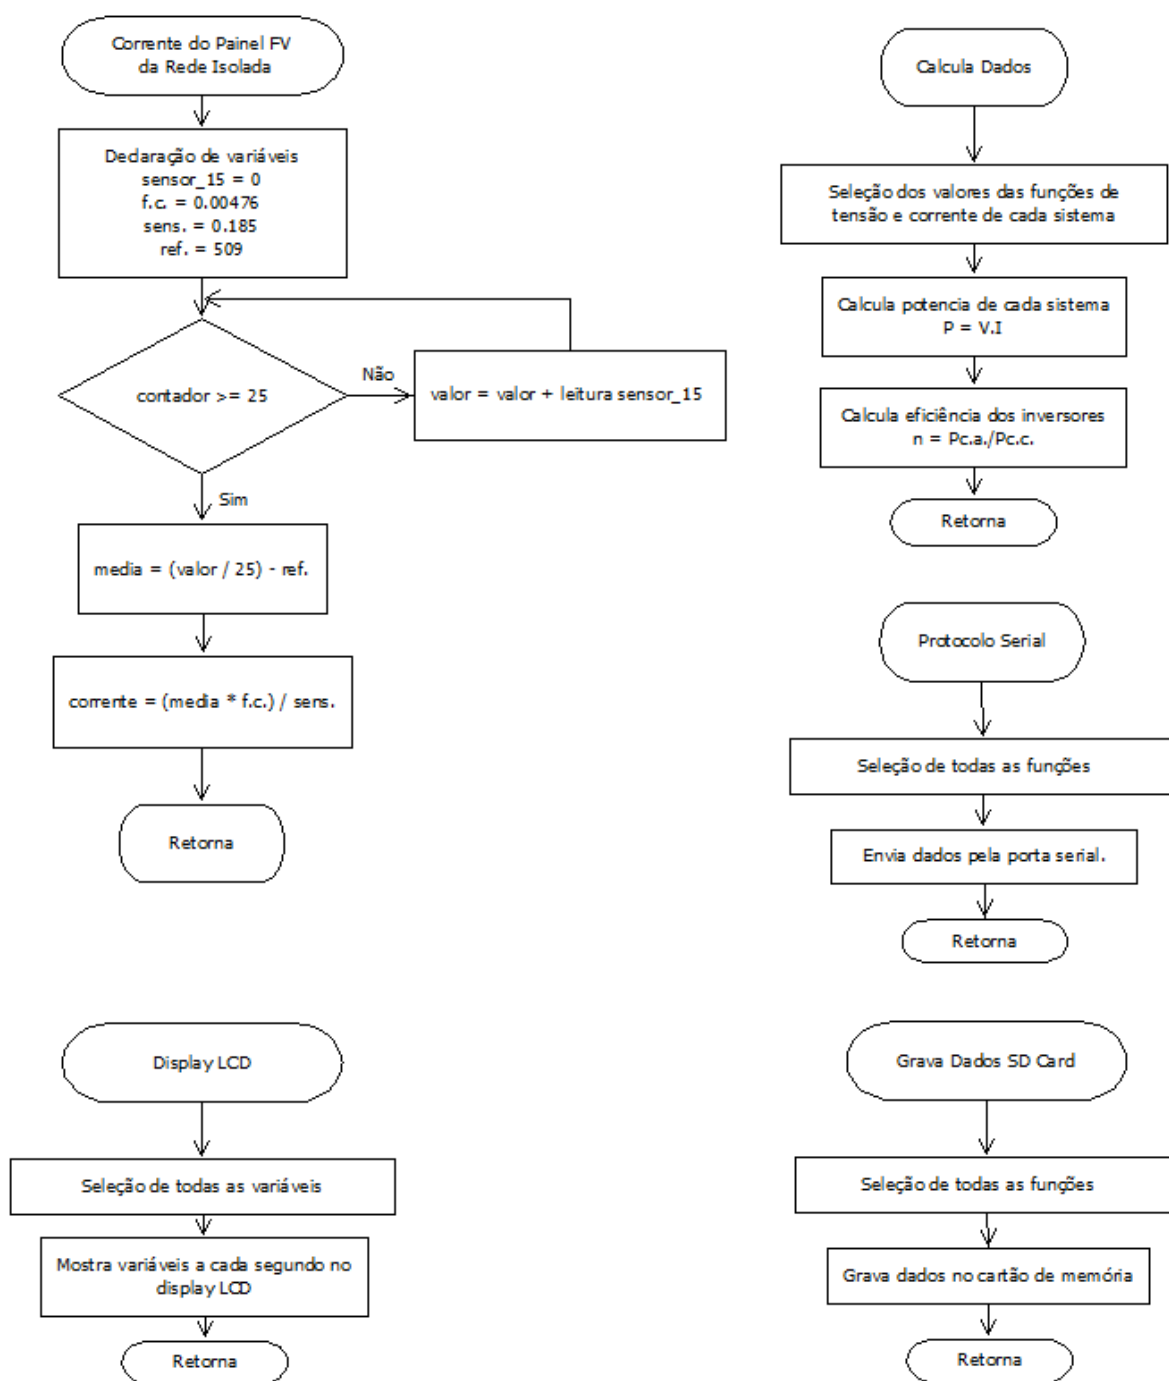 Corrente do Painel FV
da Rede Isolada
Declaração de variáveis
sensor_15 = 0
f.c. = 0.00476
sens. = 0.185
ref. = 509
contador >= 25
Não
valor = valor + leitura sensor_15
Sim
media = (valor / 25) - ref.
corrente = (media * f.c.) / sens.
Retorna
Calcula Dados
Seleção dos valores das funções de
tensão e corrente de cada sistema
Calcula potencia de cada sistema
P = V.I
Calcula eficiência dos inversores
n = Pc.a./Pc.c.
Retorna
Protocolo Serial
Seleção de todas as funções
Envia dados pela porta serial.
Retorna
Display LCD
Seleção de todas as variáveis
Mostra variáveis a cada segundo no
display LCD
Retorna
Grava Dados SD Card
Seleção de todas as funções
Grava dados no cartão de memória
Retorna